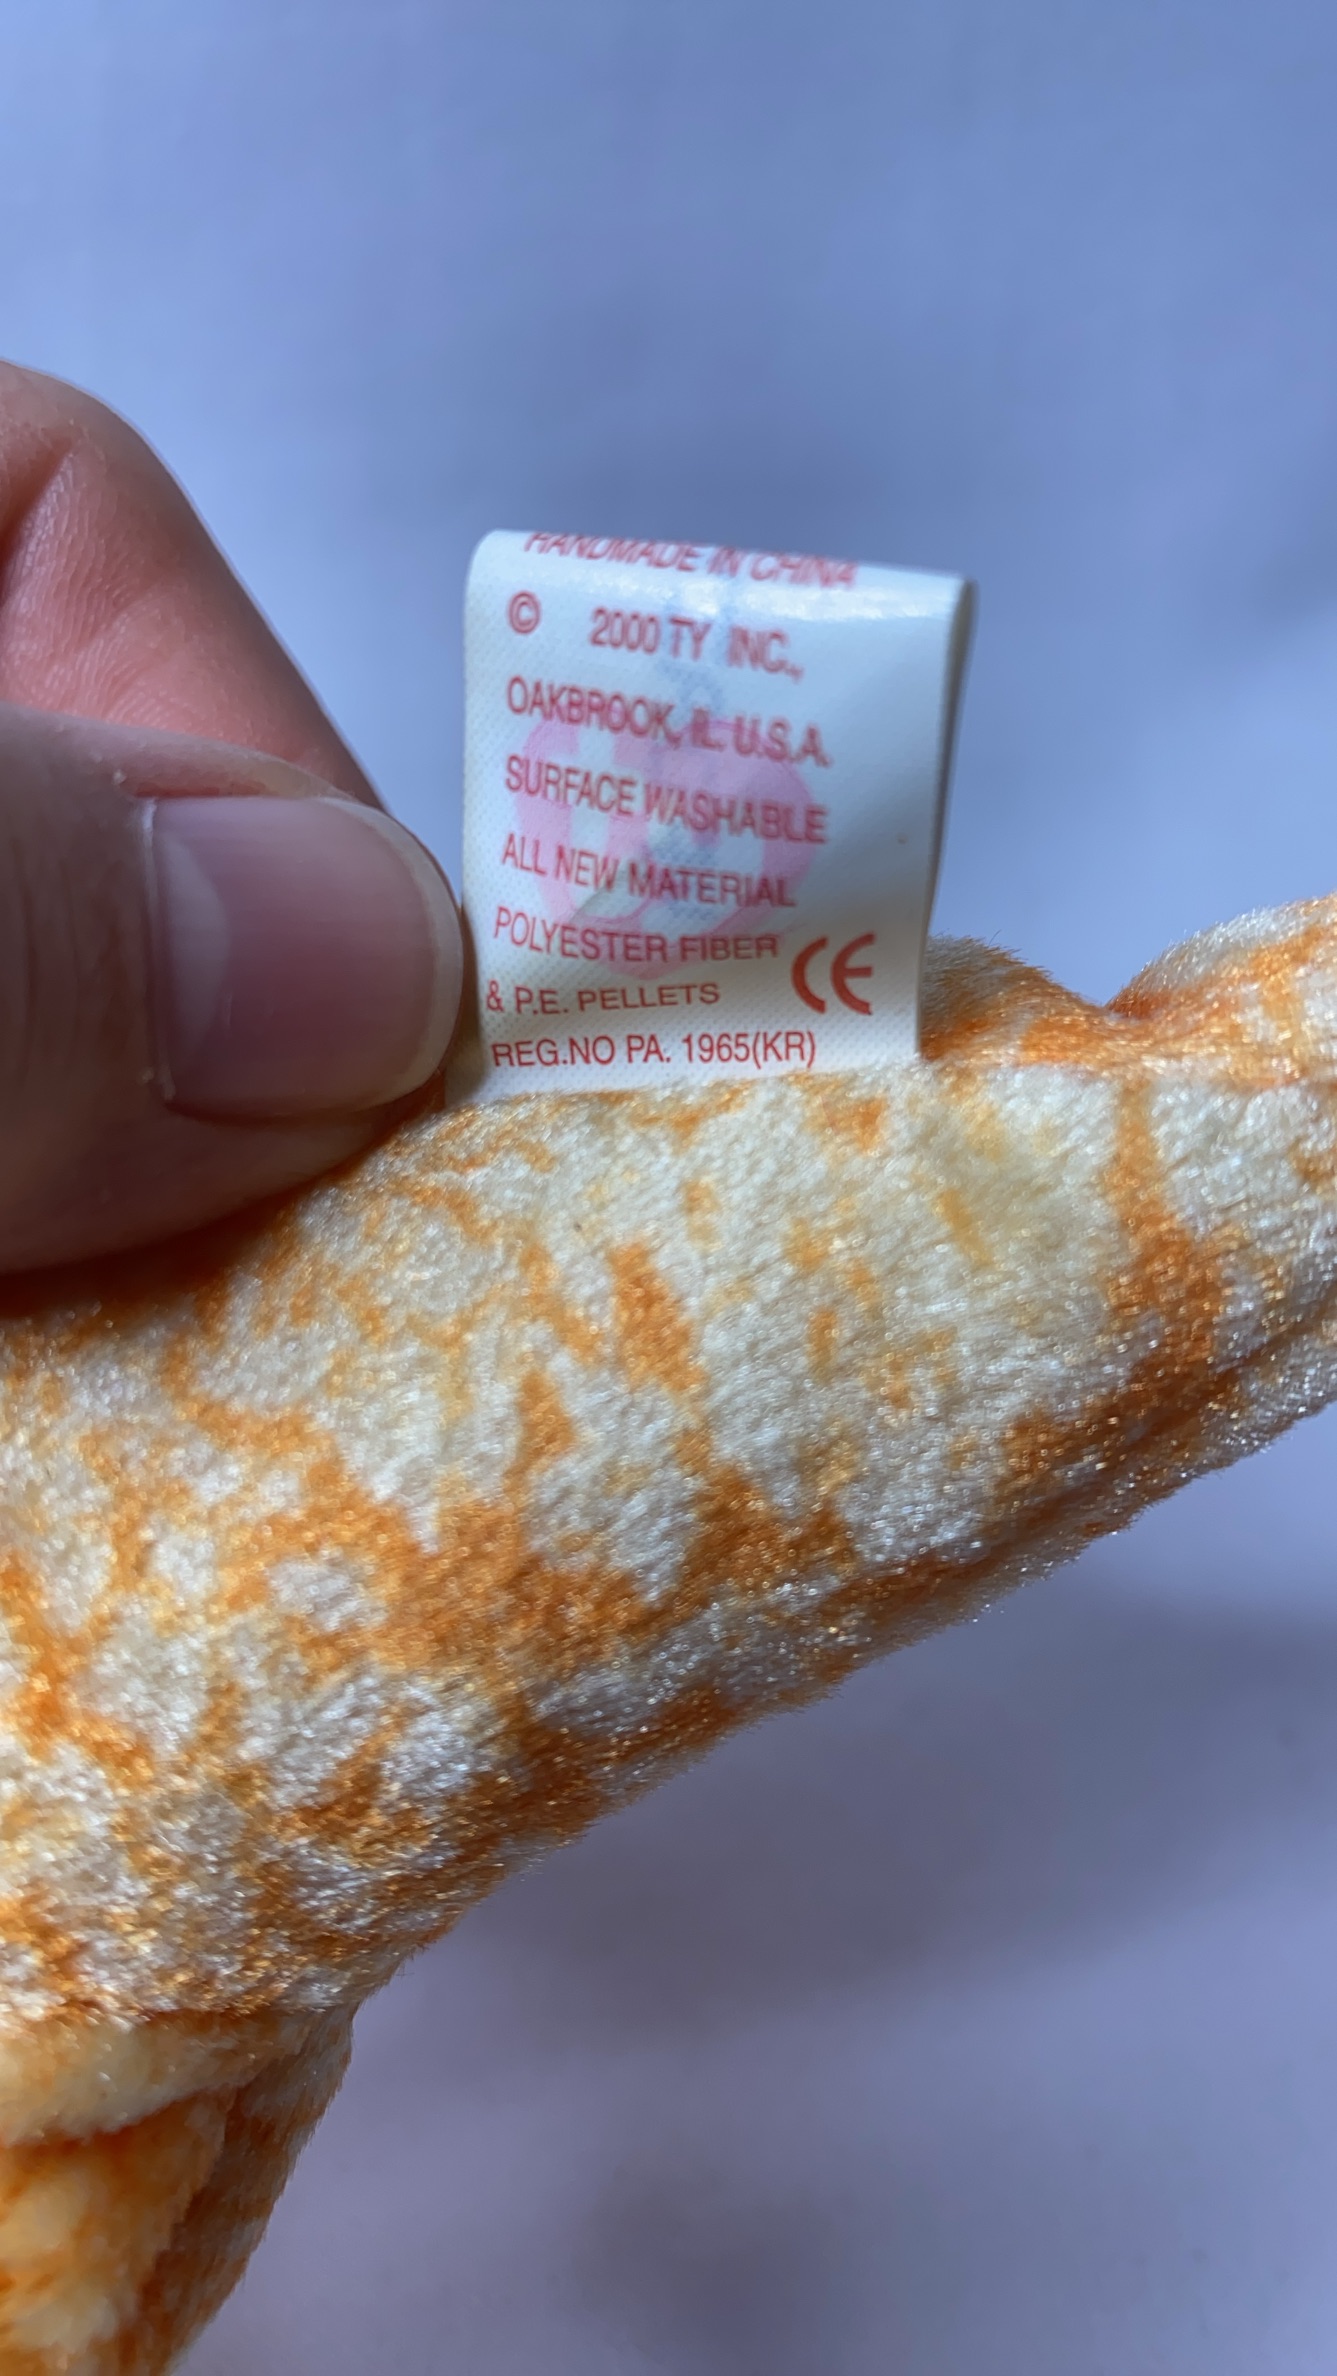 HANDMADE IN CHINA
© 2000 TY INC.,
OAKBROOK, IL. U.S.A.
SURFACE WASHABLE
ALL NEW MATERIAL
POLYESTER FIBER
& P.E. PELLETS CE
REG.NO PA. 1965(KR)